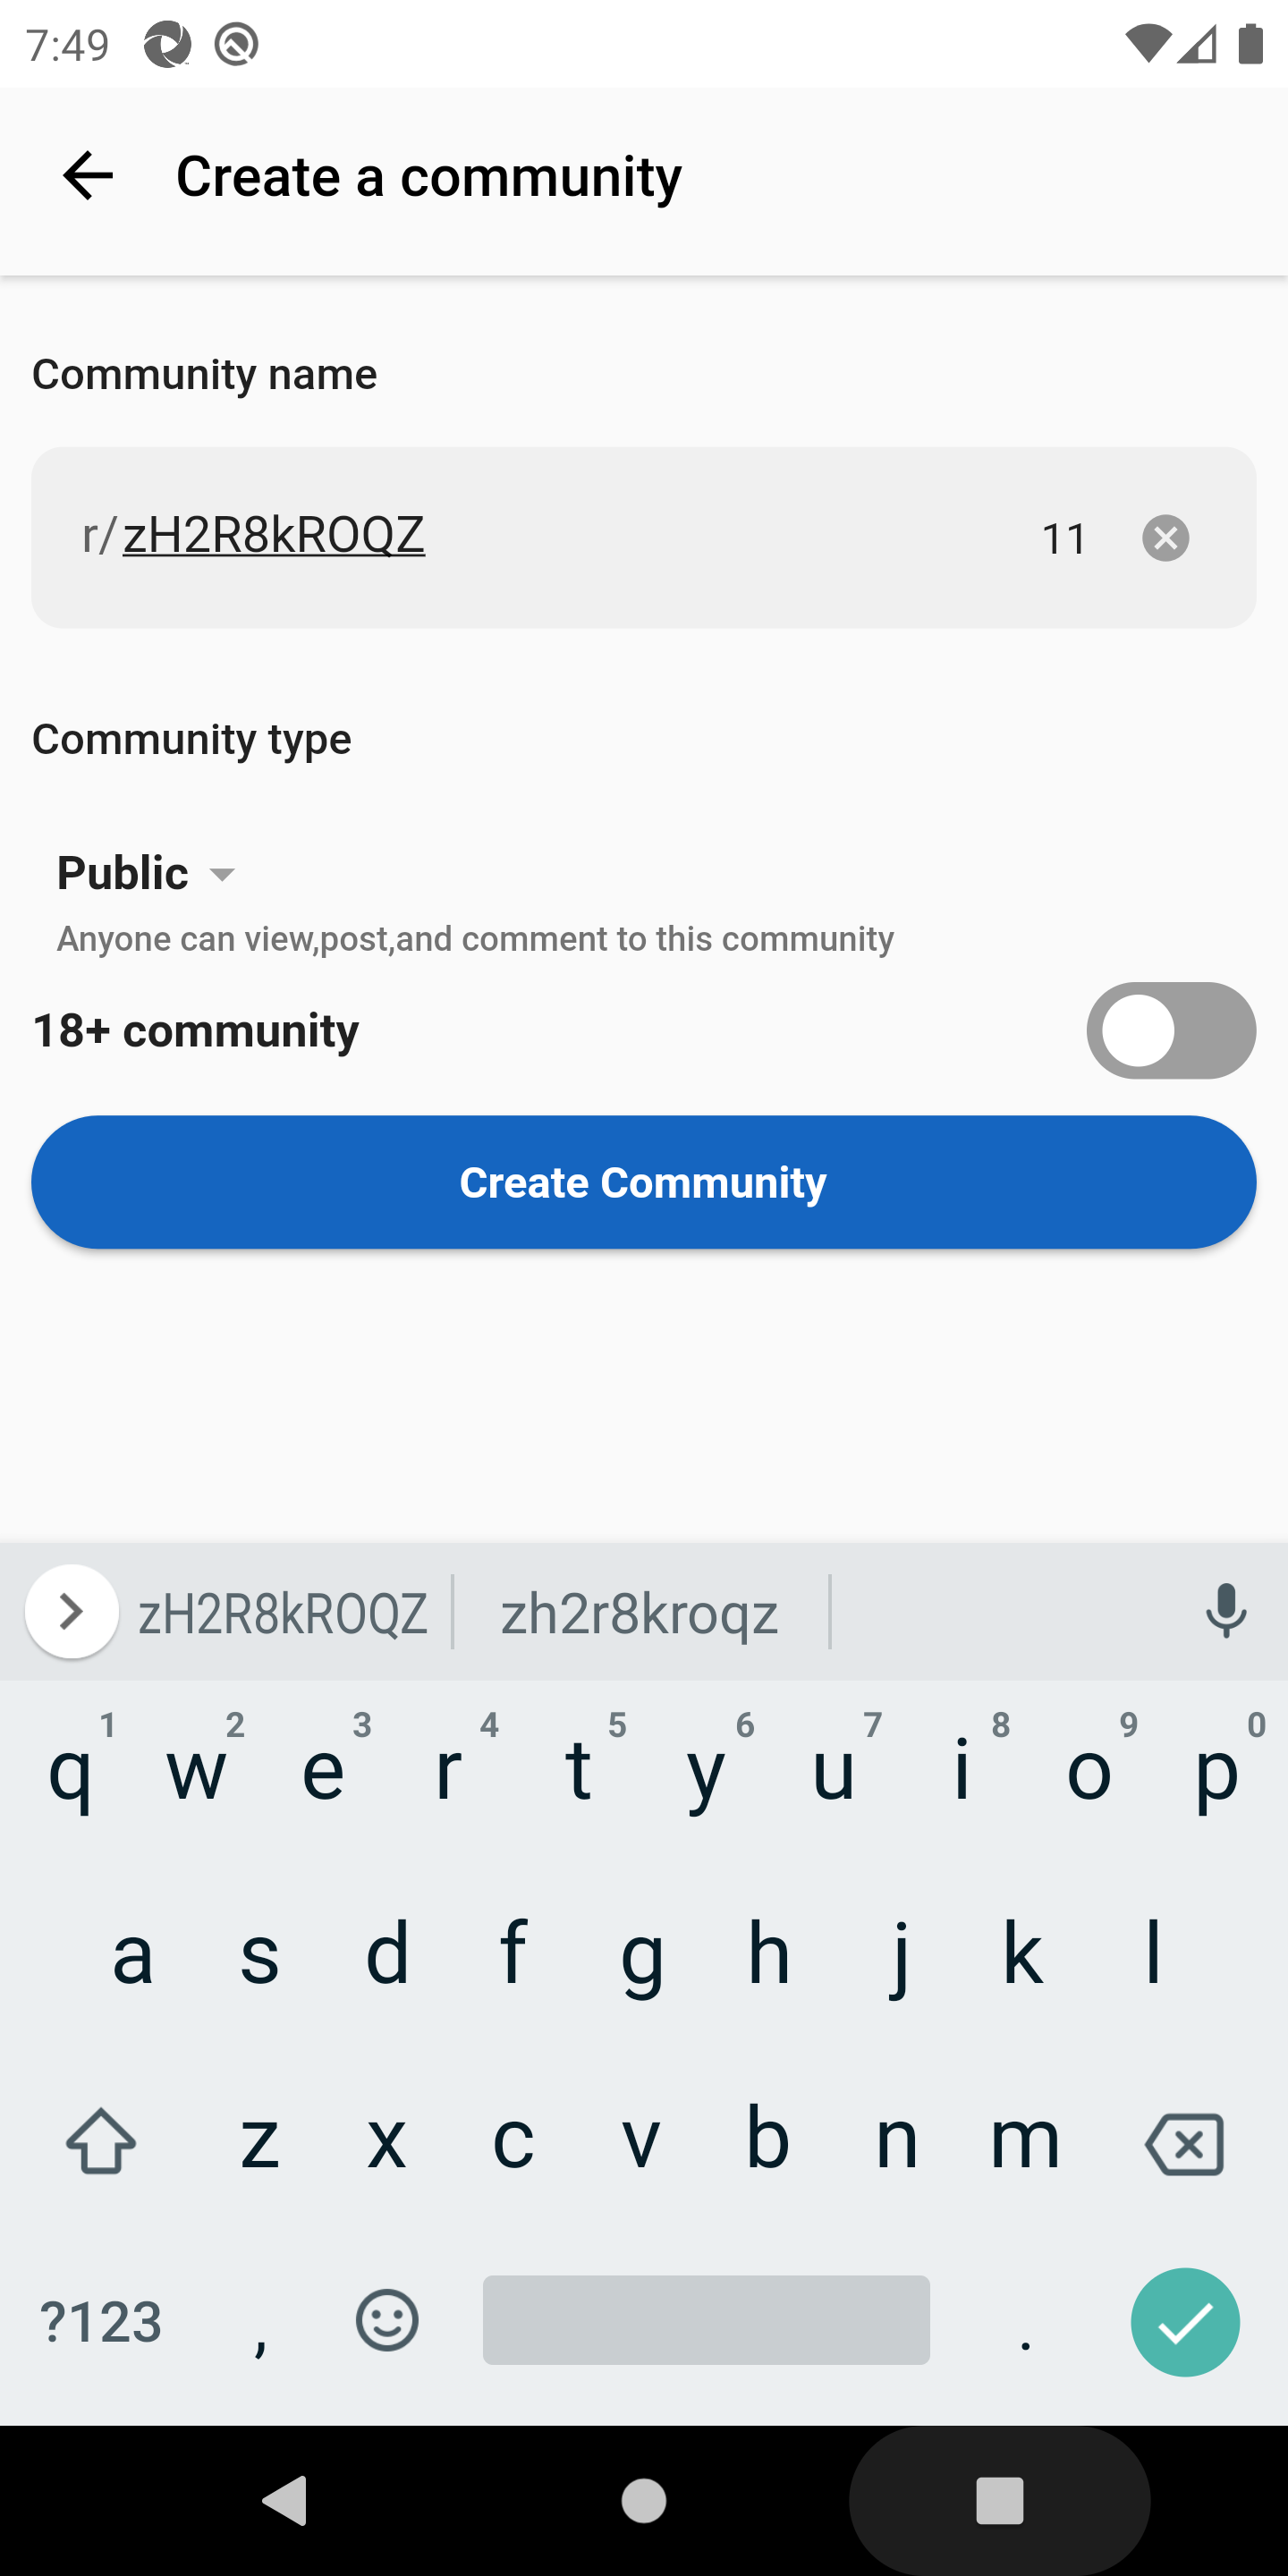 7:49
Create a community
Community name
r/zH2R8kROQZ 11
Community type
Public
Anyone can view,post,and comment to this community
18+ community
Create Community
zH2R8kROQZ zh2r8kroqz
1 2 3 4 5 6 7 8 9 0
q w e r t y u i o p
a s d f g h j k l
z x c v b n m
?123 , .